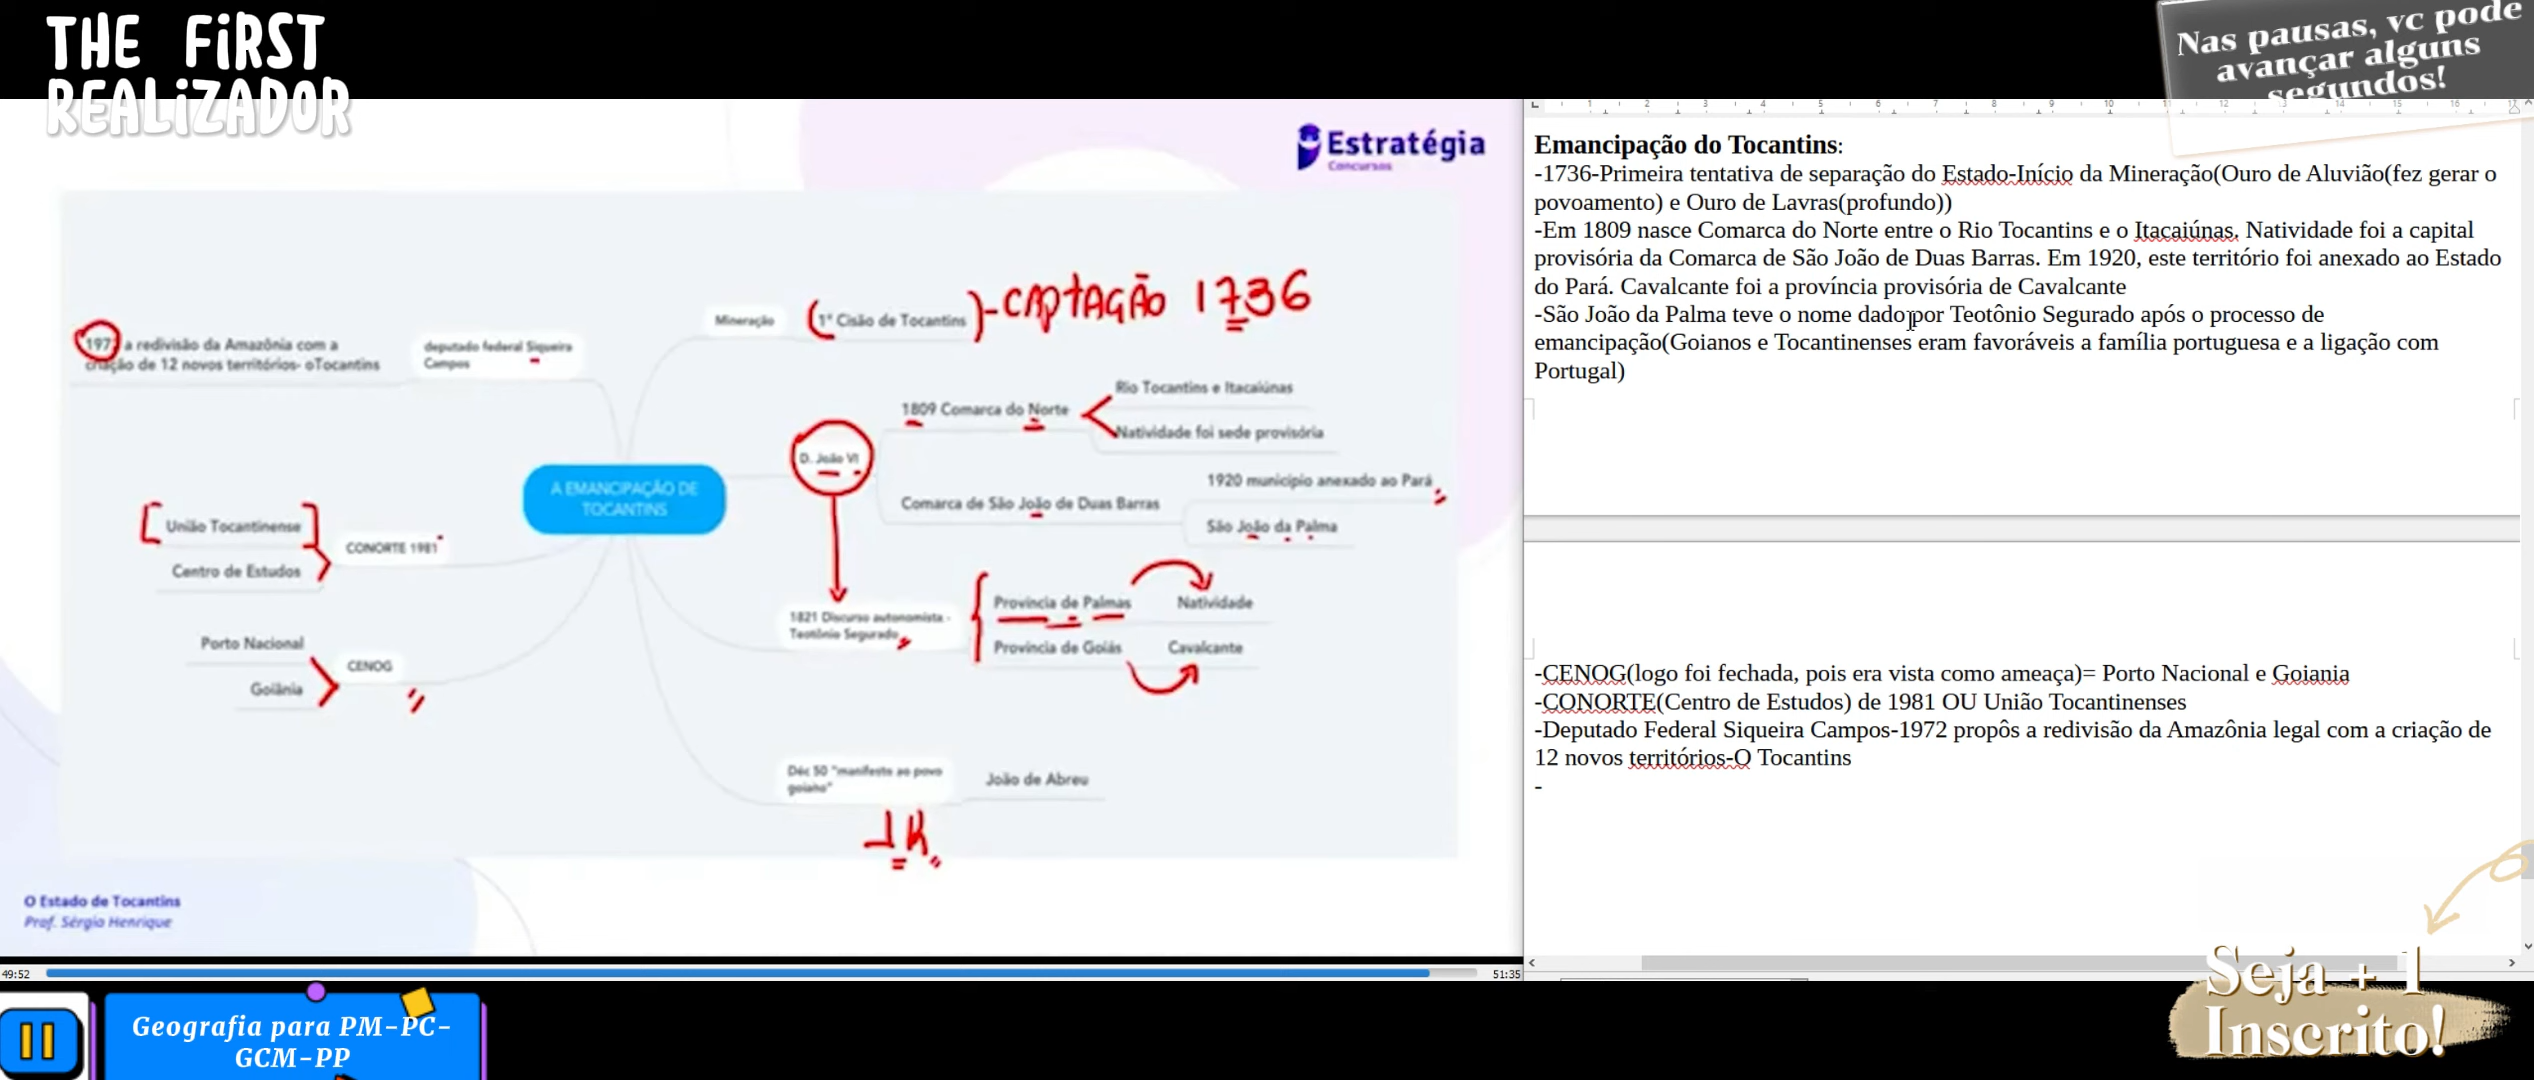 THE FiRST
REALiZADOR
Nas pausas, vc pode
avançar alguns
segundos!
Estratégia
Concursos
Mineração
(1ª Cisão de Tocantins)-CAPtAGÃO 1736
1972 a redivisão da Amazônia com a
criação de 12 novos territórios- oTocantins
deputado federal Siqueira
Campos
Rio Tocantins e Itacaiúnas
1809 Comarca do Norte
Natividade foi sede provisória
D. João VI
A EMANCIPAÇÃO DE
TOCANTINS
1920 município anexado ao Pará
Comarca de São João de Duas Barras
São João da Palma
União Tocantinense
CONORTE 1981
Centro de Estudos
Província de Palmas
Natividade
1821 Discurso autonomista -
Teotônio Segurado
Província de Goiás
Cavalcante
Porto Nacional
CENOG
Goiânia
Déc 50 "manifesto ao povo
goiano"
João de Abreu
JK
O Estado de Tocantins
Prof. Sérgio Henrique
49:52
51:35
Emancipação do Tocantins:
-1736-Primeira tentativa de separação do Estado-Início da Mineração(Ouro de Aluvião(fez gerar o
povoamento) e Ouro de Lavras(profundo))
-Em 1809 nasce Comarca do Norte entre o Rio Tocantins e o Itacaiúnas. Natividade foi a capital
provisória da Comarca de São João de Duas Barras. Em 1920, este território foi anexado ao Estado
do Pará. Cavalcante foi a província provisória de Cavalcante
-São João da Palma teve o nome dado por Teotônio Segurado após o processo de
emancipação(Goianos e Tocantinenses eram favoráveis a família portuguesa e a ligação com
Portugal)
-CENOG(logo foi fechada, pois era vista como ameaça)= Porto Nacional e Goiania
-CONORTE(Centro de Estudos) de 1981 OU União Tocantinenses
-Deputado Federal Siqueira Campos-1972 propôs a redivisão da Amazônia legal com a criação de
12 novos territórios-O Tocantins
-
Geografia para PM-PC-
GCM-PP
Seja + 1
Inscrito!